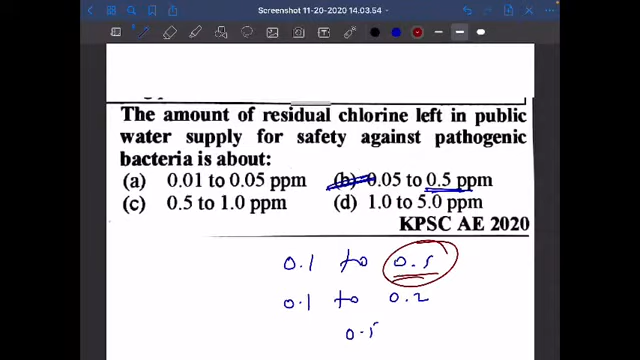 Screenshot 11-20-2020 14.03.54
The amount of residual chlorine left in public
water supply for safety against pathogenic
bacteria is about:
(a) 0.01 to 0.05 ppm (b) 0.05 to 0.5 ppm
(c) 0.5 to 1.0 ppm (d) 1.0 to 5.0 ppm
KPSC AE 2020
0.1 to 0.5
0.1 to 0.2
0.5